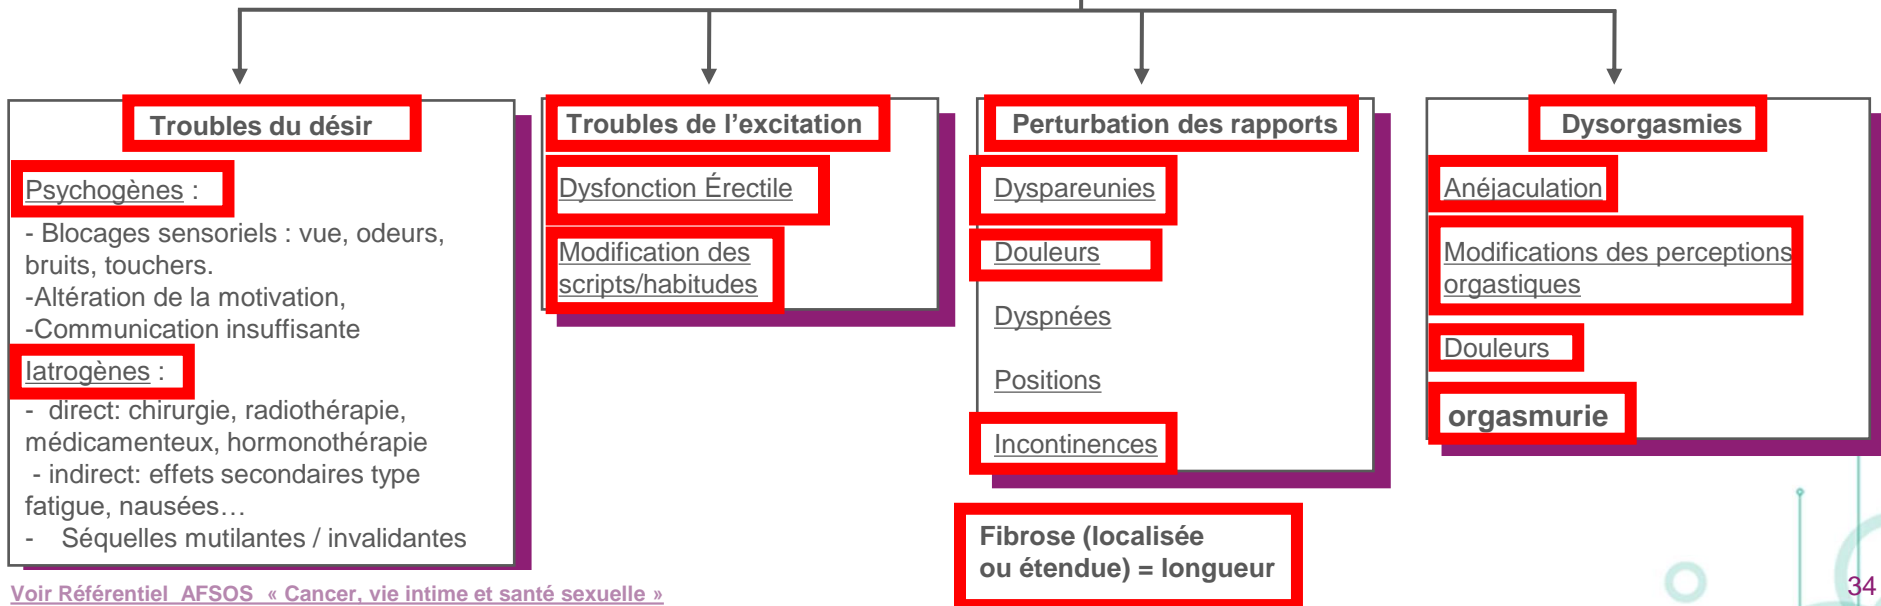 Troubles du désir
Psychogènes :
- Blocages sensoriels : vue, odeurs,
bruits, touchers.
-Altération de la motivation,
-Communication insuffisante
Iatrogènes :
- direct: chirurgie, radiothérapie,
médicamenteux, hormonothérapie
- indirect: effets secondaires type
fatigue, nausées…
- Séquelles mutilantes / invalidantes
Troubles de l’excitation
Dysfonction Érectile
Modification des
scripts/habitudes
Perturbation des rapports
Dyspareunies
Douleurs
Dyspnées
Positions
Incontinences
Fibrose (localisée
ou étendue) = longueur
Dysorgasmies
Anéjaculation
Modifications des perceptions
orgastiques
Douleurs
orgasmurie
Voir Référentiel AFSOS « Cancer, vie intime et santé sexuelle »
34